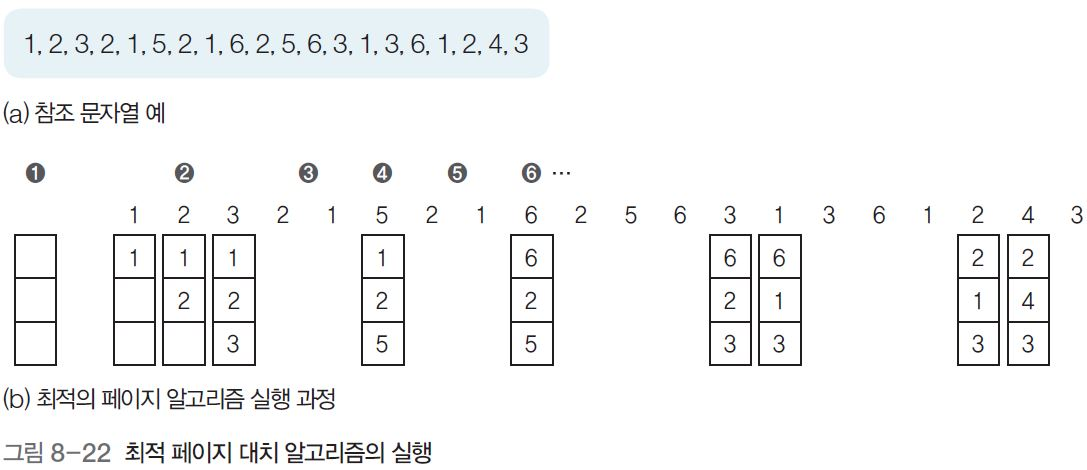 1, 2, 3, 2, 1, 5, 2, 1, 6, 2, 5, 6, 3, 1, 3, 6, 1, 2, 4, 3
(a) 참조 문자열 예
❶ ❷ ❸ ❹ ❺ ❻ …
1 2 3 2 1 5 2 1 6 2 5 6 3 1 3 6 1 2 4 3
1 1 1 1 6 6 6 2 2
2 2 2 2 2 1 1 4
3 5 5 3 3 3 3
(b) 최적의 페이지 알고리즘 실행 과정
그림 8-22 최적 페이지 대치 알고리즘의 실행